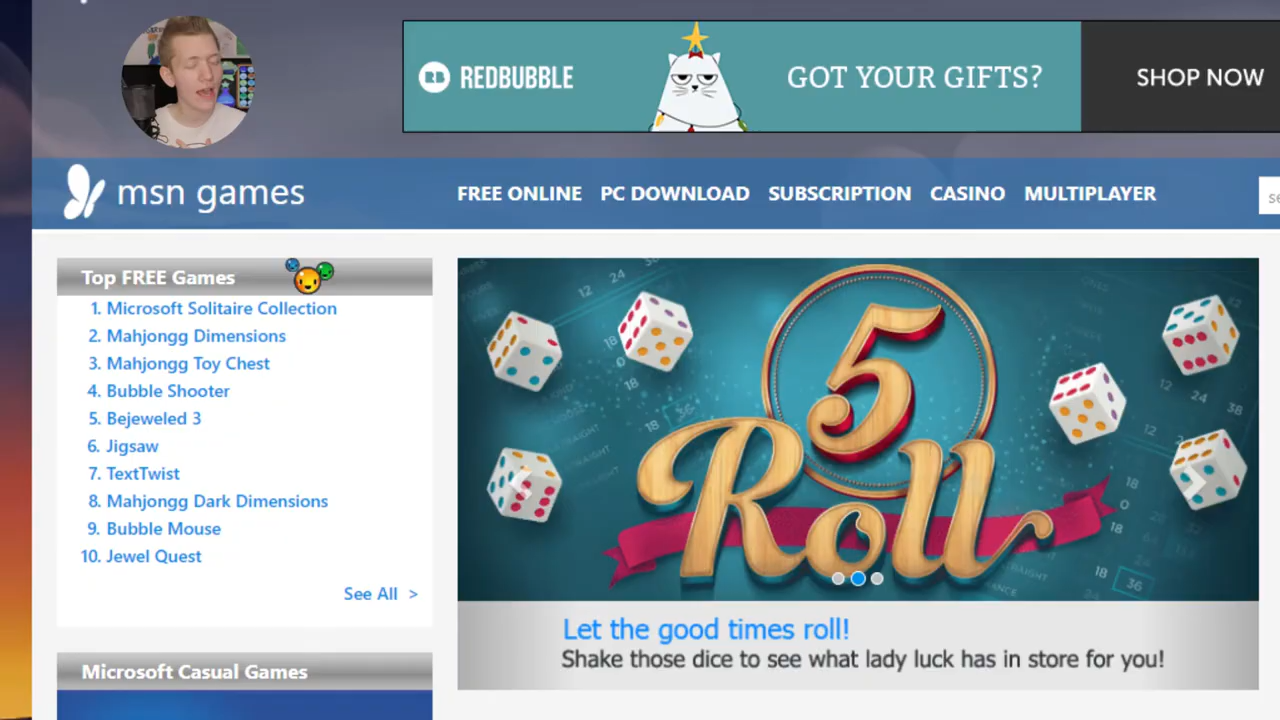 REDBUBBLE
GOT YOUR GIFTS?
SHOP NOW
msn games
FREE ONLINE PC DOWNLOAD SUBSCRIPTION CASINO MULTIPLAYER
Top FREE Games
1. Microsoft Solitaire Collection
2. Mahjongg Dimensions
3. Mahjongg Toy Chest
4. Bubble Shooter
5. Bejeweled 3
6. Jigsaw
7. TextTwist
8. Mahjongg Dark Dimensions
9. Bubble Mouse
10. Jewel Quest
See All >
Microsoft Casual Games
5
Roll
Let the good times roll!
Shake those dice to see what lady luck has in store for you!